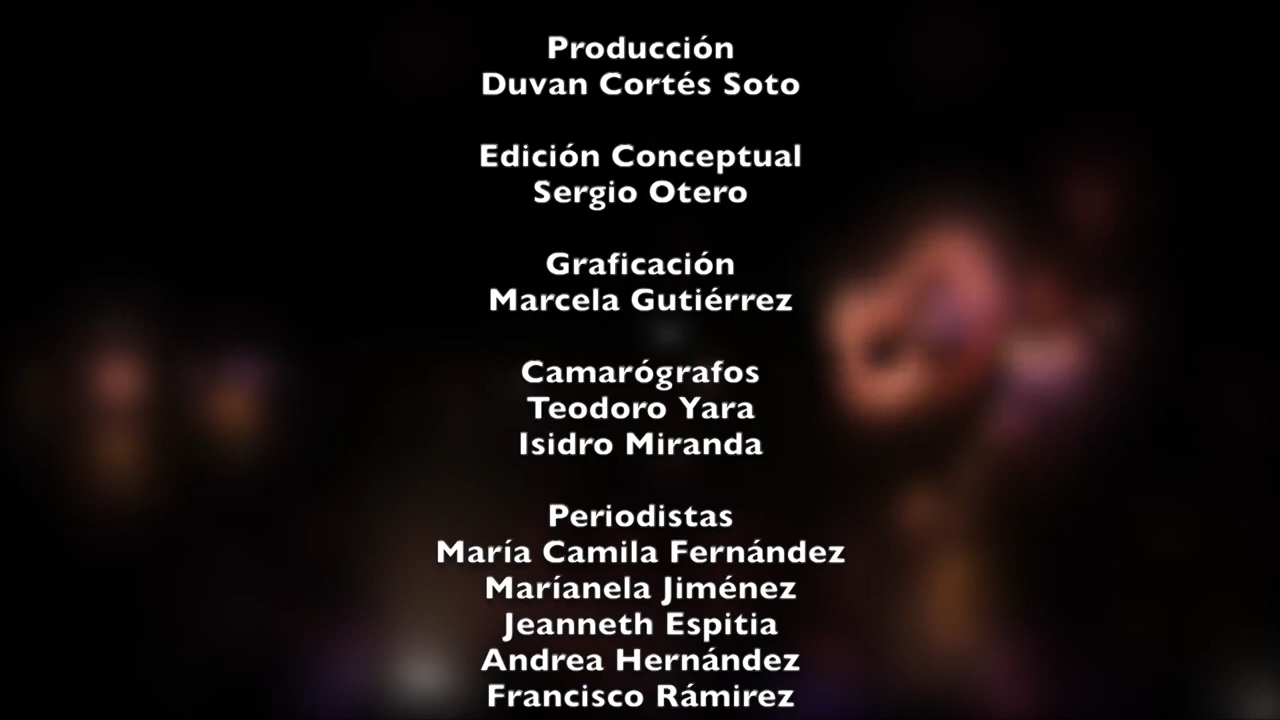 Producción
Duvan Cortés Soto
Edición Conceptual
Sergio Otero
Graficación
Marcela Gutiérrez
Camarógrafos
Teodoro Yara
Isidro Miranda
Periodistas
María Camila Fernández
Maríanela Jiménez
Jeanneth Espitia
Andrea Hernández
Francisco Rámirez